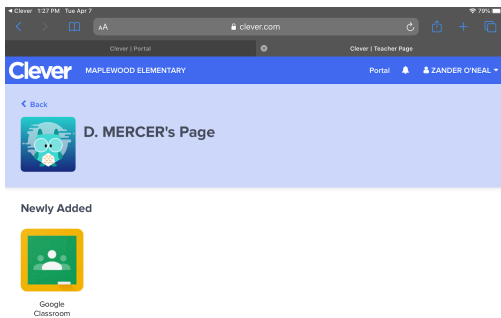 Clever 1:27 PM Tue Apr 7 79%
AA clever.com
Clever | Portal Clever | Teacher Page
Clever MAPLEWOOD ELEMENTARY Portal ZANDER O'NEAL
Back
D. MERCER's Page
Newly Added
Google
Classroom